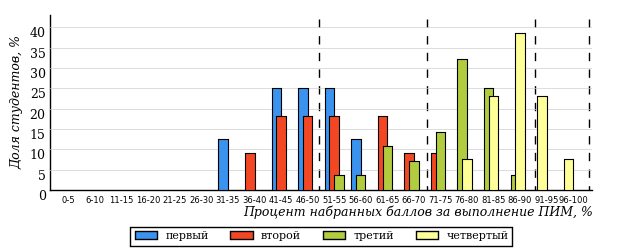 Доля студентов, %
40
35
30
25
20
15
10
5
0
0-5 6-10 11-15 16-20 21-25 26-30 31-35 36-40 41-45 46-50 51-55 56-60 61-65 66-70 71-75 76-80 81-85 86-90 91-95 96-100
Процент набранных баллов за выполнение ПИМ, %
первый второй третий четвертый